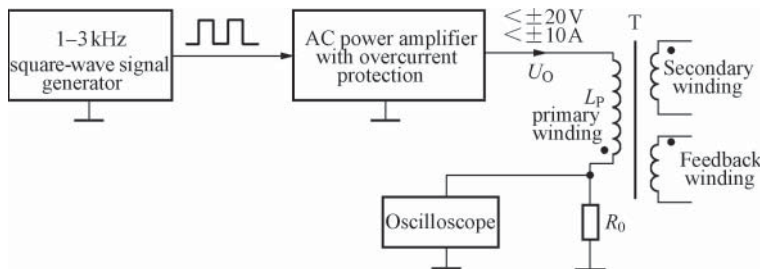 1–3 kHz
square-wave signal
generator
AC power amplifier
with overcurrent
protection
<±20 V
<±10 A
U_O
T
L_P
primary
winding
Secondary
winding
Feedback
winding
Oscilloscope
R_0